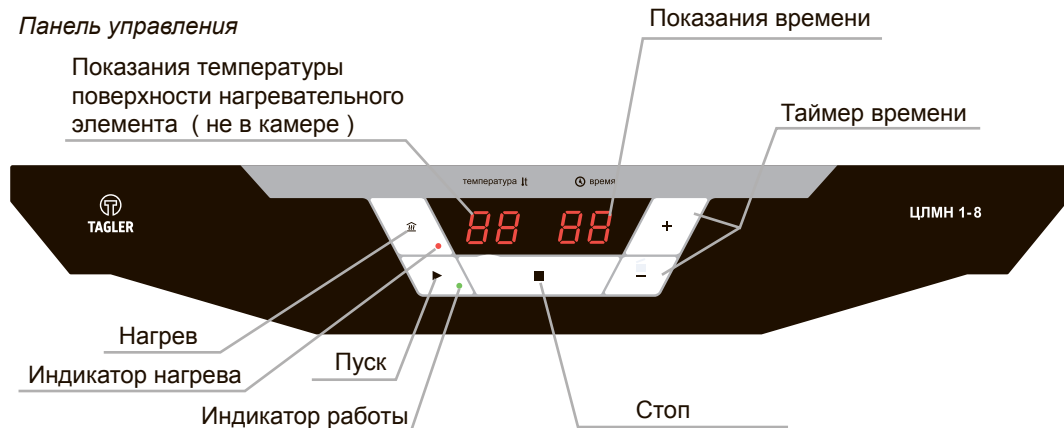 Панель управления
Показания времени
Показания температуры
поверхности нагревательного
элемента ( не в камере )
Таймер времени
температура
время
TAGLER
88 88
+
ЦЛМН 1-8
−
Нагрев
Индикатор нагрева
Пуск
Индикатор работы
Стоп